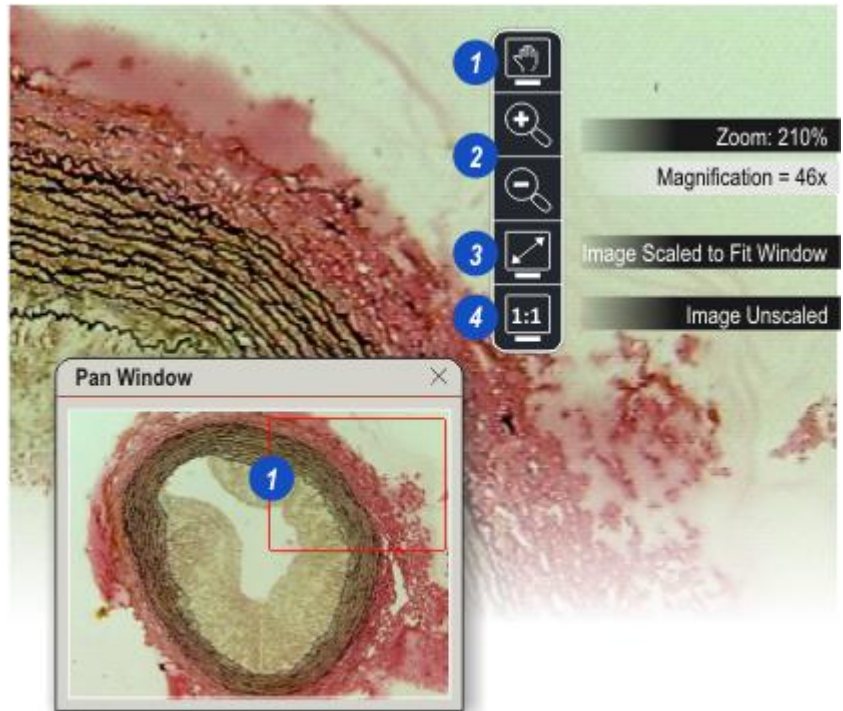 1
2
Zoom: 210%
Magnification = 46x
3
Image Scaled to Fit Window
4
1:1
Image Unscaled
Pan Window
1